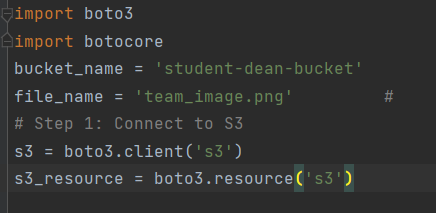 import boto3
import botocore
bucket_name = 'student-dean-bucket'
file_name = 'team_image.png'         #
# Step 1: Connect to S3
s3 = boto3.client('s3')
s3_resource = boto3.resource('s3')